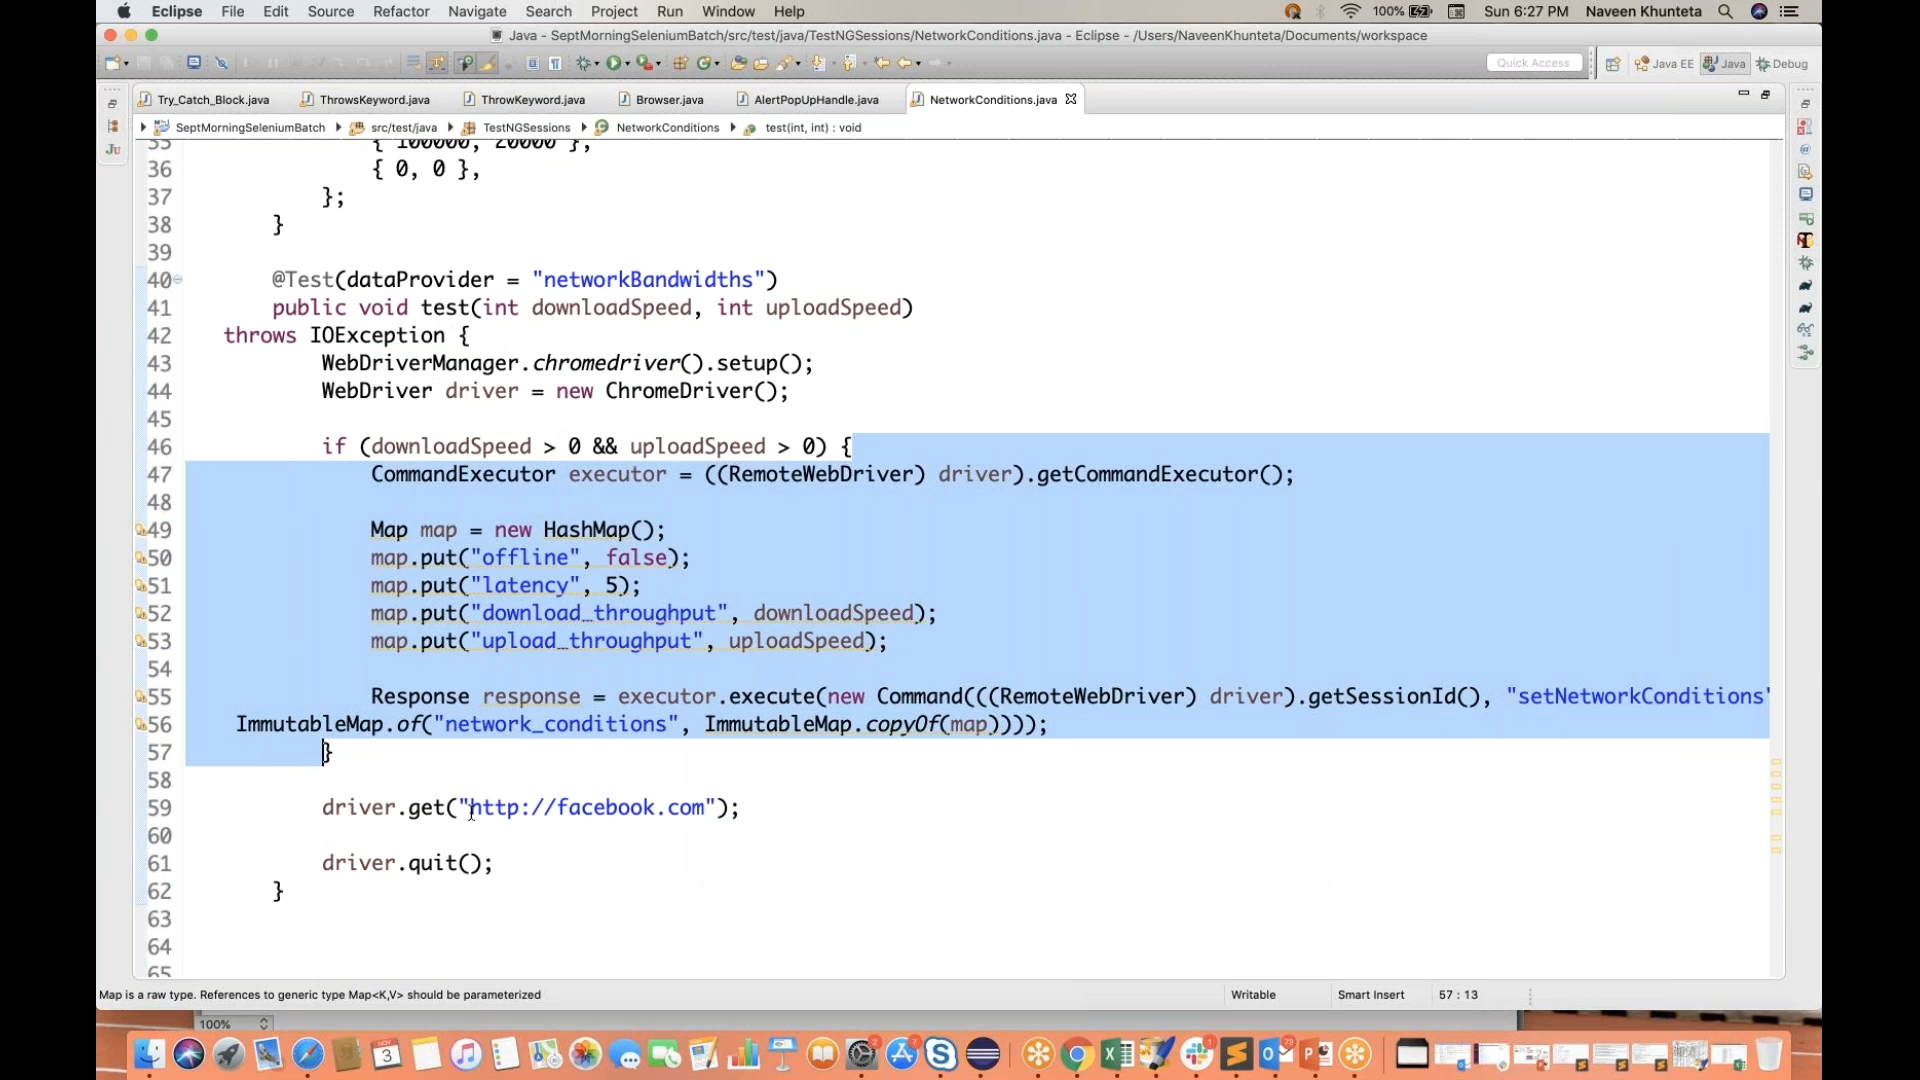 Eclipse File Edit Source Refactor Navigate Search Project Run Window Help 100% Sun 6:27 PM Naveen Khunteta
Java - SeptMorningSeleniumBatch/src/test/java/TestNGSessions/NetworkConditions.java - Eclipse - /Users/NaveenKhunteta/Documents/workspace
Quick Access Java EE Java Debug
Try_Catch_Block.java ThrowsKeyword.java ThrowKeyword.java Browser.java AlertPopUpHandle.java NetworkConditions.java
SeptMorningSeleniumBatch src/test/java TestNGSessions NetworkConditions test(int, int) : void
35 { 100000, 20000 },
36 { 0, 0 },
37 };
38 }
39
40 @Test(dataProvider = "networkBandwidths")
41 public void test(int downloadSpeed, int uploadSpeed)
42 throws IOException {
43 WebDriverManager.chromedriver().setup();
44 WebDriver driver = new ChromeDriver();
45
46 if (downloadSpeed > 0 && uploadSpeed > 0) {
47 CommandExecutor executor = ((RemoteWebDriver) driver).getCommandExecutor();
48
49 Map map = new HashMap();
50 map.put("offline", false);
51 map.put("latency", 5);
52 map.put("download_throughput", downloadSpeed);
53 map.put("upload_throughput", uploadSpeed);
54
55 Response response = executor.execute(new Command(((RemoteWebDriver) driver).getSessionId(), "setNetworkConditions"
56 ImmutableMap.of("network_conditions", ImmutableMap.copyOf(map))));
57 }
58
59 driver.get("http://facebook.com");
60
61 driver.quit();
62 }
63
64
65
Map is a raw type. References to generic type Map<K,V> should be parameterized Writable Smart Insert 57 : 13
100%